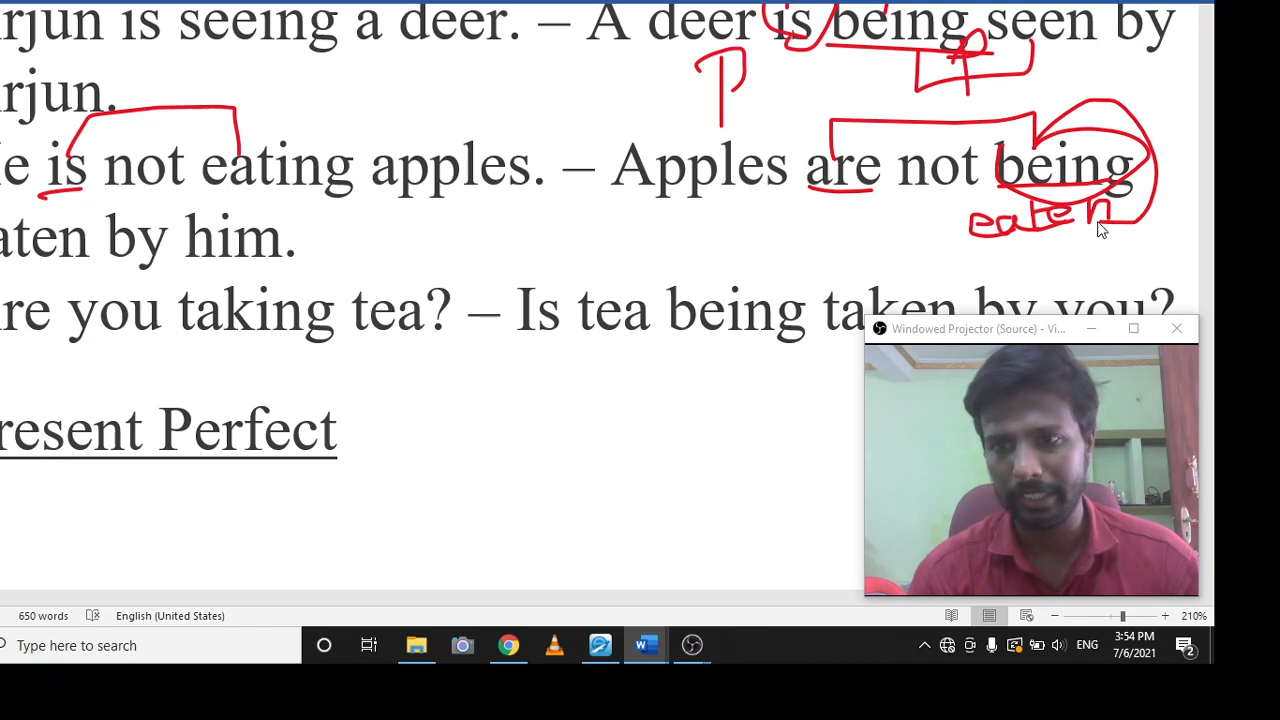 rjun is seeing a deer. – A deer is being seen by
rjun.
e is not eating apples. – Apples are not being
eaten
aten by him.
re you taking tea? – Is tea being taken by you?
Windowed Projector (Source) - Vi...
resent Perfect
650 words English (United States) 210%
Type here to search
ENG
3:54 PM
7/6/2021
2